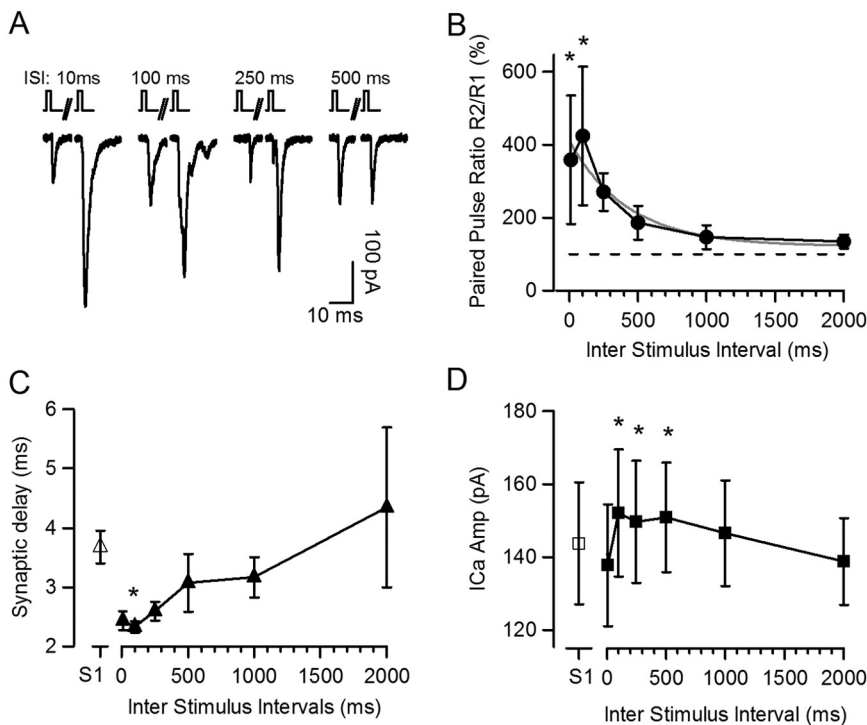 A
ISI: 10ms 100 ms 250 ms 500 ms
100 pA
10 ms
B
Paired Pulse Ratio R2/R1 (%)
600
400
200
0
* *
0 500 1000 1500 2000
Inter Stimulus Interval (ms)
C
Synaptic delay (ms)
6
5
4
3
2
*
S1 0 500 1000 1500 2000
Inter Stimulus Intervals (ms)
D
ICa Amp (pA)
180
160
140
120
* * *
S1 0 500 1000 1500 2000
Inter Stimulus Interval (ms)